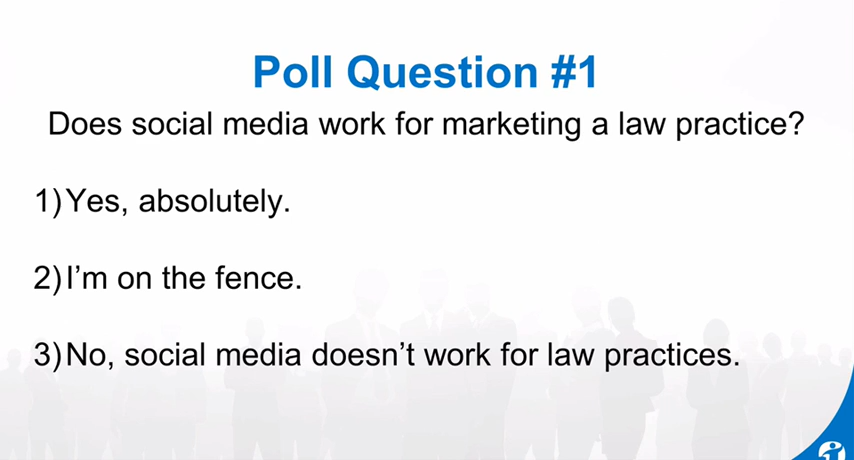 Poll Question #1
Does social media work for marketing a law practice?
1) Yes, absolutely.
2) I’m on the fence.
3) No, social media doesn’t work for law practices.